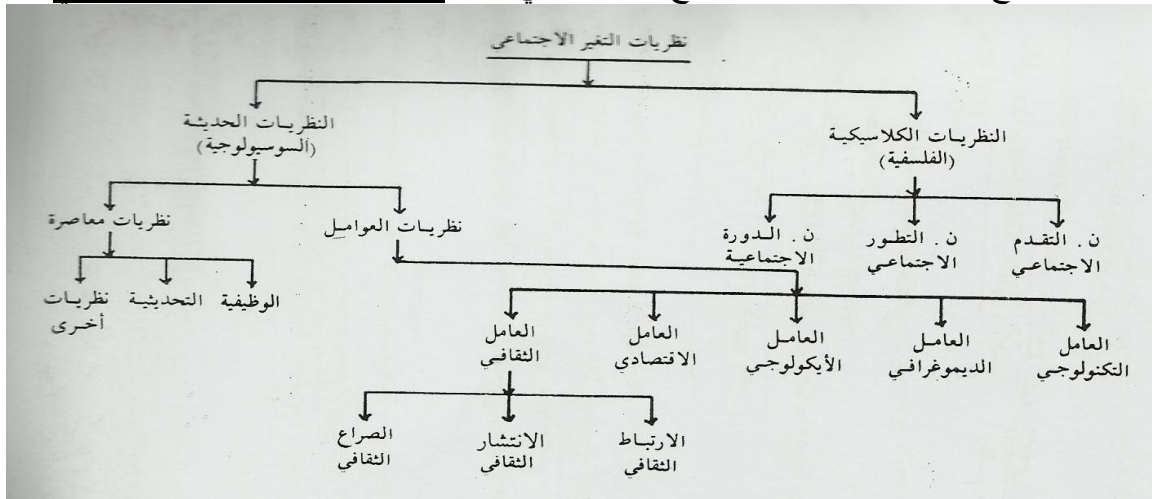 نظريات التغير الاجتماعي
النظريات الكلاسيكية
(الفلسفية)
النظريات الحديثة
(السوسيولوجية)
ن . التقدم
الاجتماعي
ن . التطور
الاجتماعي
ن . الدورة
الاجتماعية
نظريات العوامل
نظريات معاصرة
الوظيفية
التحديثية
نظريات
أخرى
العامل
التكنولوجي
العامل
الديموغرافي
العامل
الأيكولوجي
العامل
الاقتصادي
العامل
الثقافي
الارتباط
الثقافي
الانتشار
الثقافي
الصراع
الثقافي